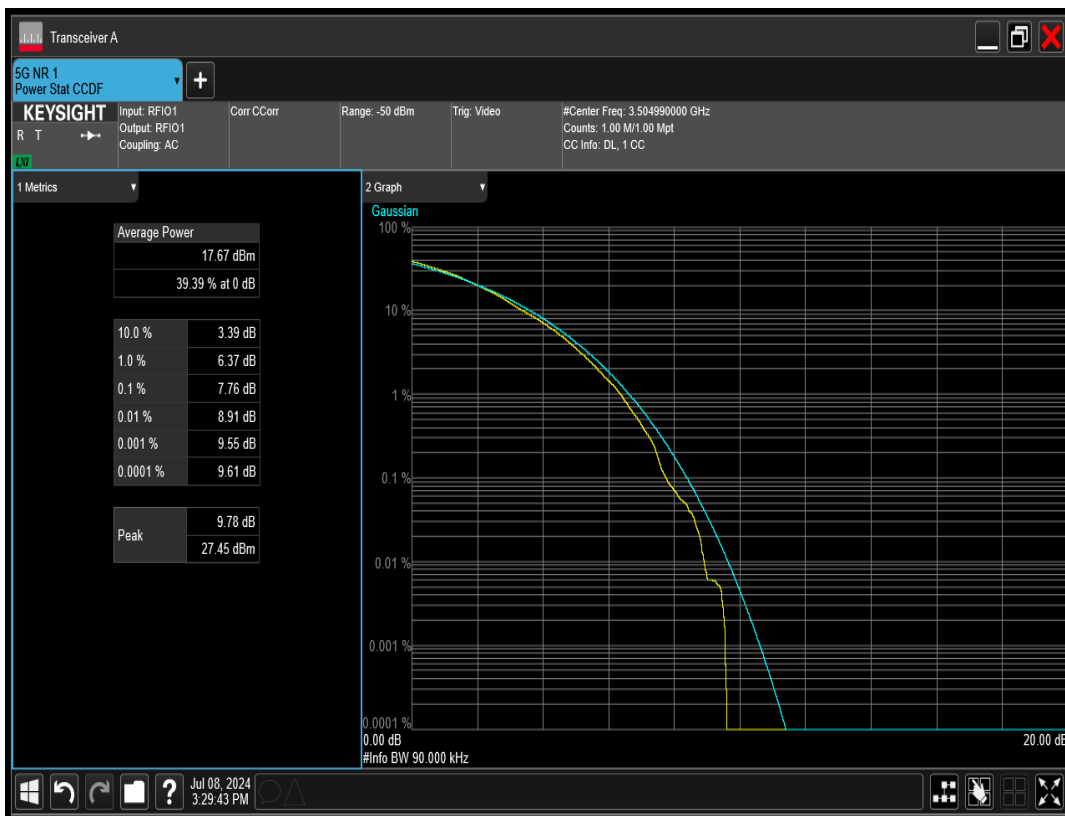 Transceiver A
5G NR 1
Power Stat CCDF
+
KEYSIGHT
R T
LXI
Input: RFIO1
Output: RFIO1
Coupling: AC
Corr CCorr
Range: -50 dBm
Trig: Video
#Center Freq: 3.504990000 GHz
Counts: 1.00 M/1.00 Mpt
CC Info: DL, 1 CC
1 Metrics
Average Power
17.67 dBm
39.39 % at 0 dB
10.0 % 3.39 dB
1.0 % 6.37 dB
0.1 % 7.76 dB
0.01 % 8.91 dB
0.001 % 9.55 dB
0.0001 % 9.61 dB
Peak
9.78 dB
27.45 dBm
2 Graph
Gaussian
100 %
10 %
1 %
0.1 %
0.01 %
0.001 %
0.0001 %
0.00 dB 20.00 dB
#Info BW 90.000 kHz
?
Jul 08, 2024
3:29:43 PM